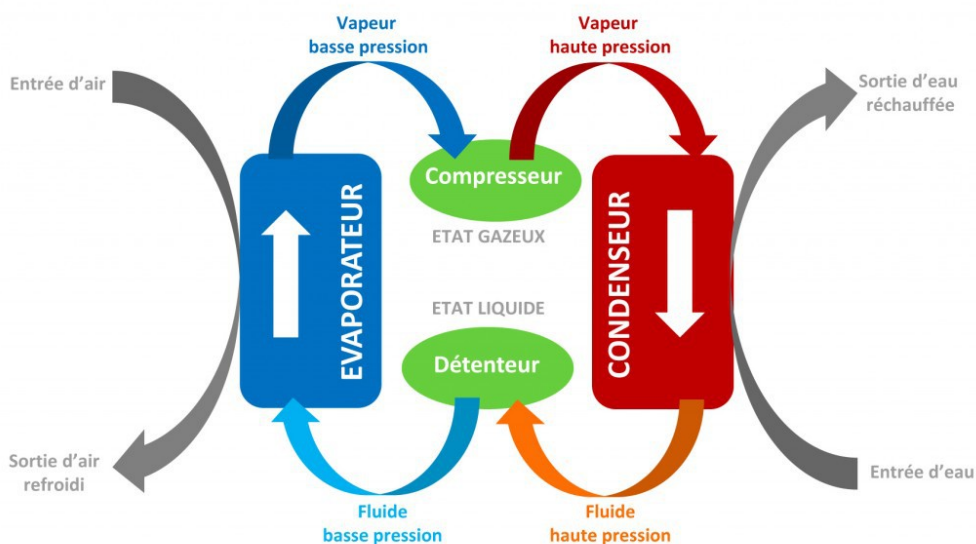 Vapeur
basse pression
Vapeur
haute pression
Entrée d'air
Sortie d'eau
réchauffée
Compresseur
ETAT GAZEUX
EVAPORATEUR
CONDENSEUR
ETAT LIQUIDE
Détenteur
Sortie d'air
refroidi
Entrée d'eau
Fluide
basse pression
Fluide
haute pression